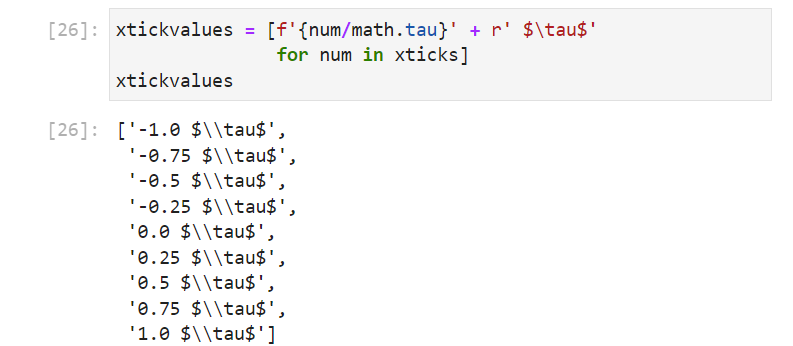 [26]: xtickvalues = [f'{num/math.tau}' + r' $\tau$'
for num in xticks]
xtickvalues
[26]: ['-1.0 $\\tau$',
'-0.75 $\\tau$',
'-0.5 $\\tau$',
'-0.25 $\\tau$',
'0.0 $\\tau$',
'0.25 $\\tau$',
'0.5 $\\tau$',
'0.75 $\\tau$',
'1.0 $\\tau$']